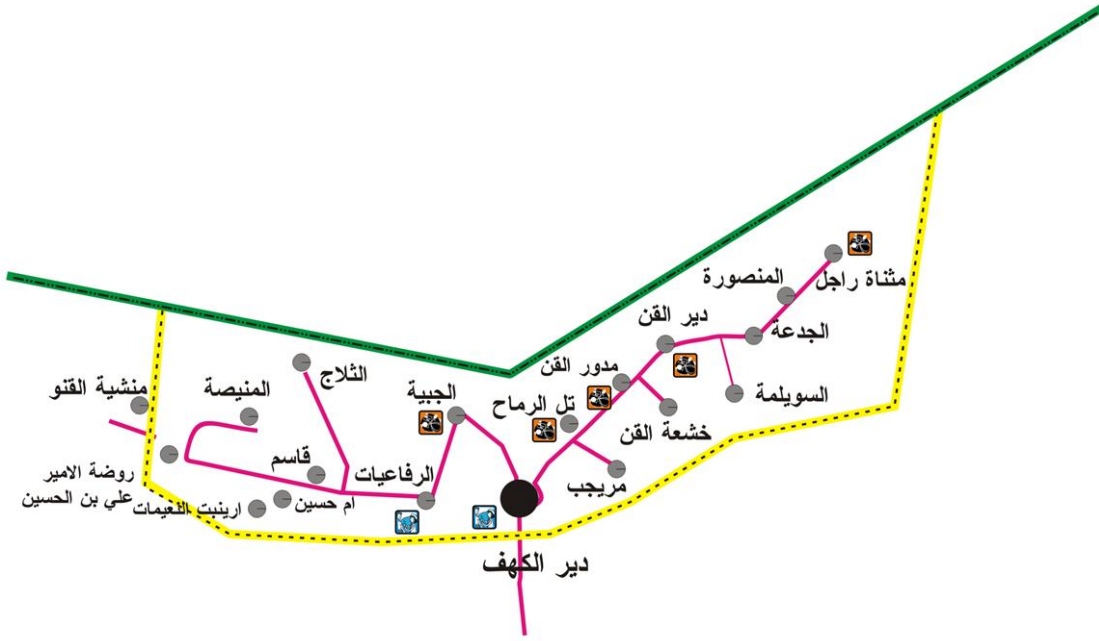 مثناة راجل
المنصورة
الجدعة
دير القن
السويلمة
مدور القن
خشعة القن
تل الرماح
مريجب
الجبية
الثلاج
المنيصة
منشية القنو
قاسم
الرفاعيات
روضة الامير
علي بن الحسين
ام حسين
ارينبت النعيمات
دير الكهف